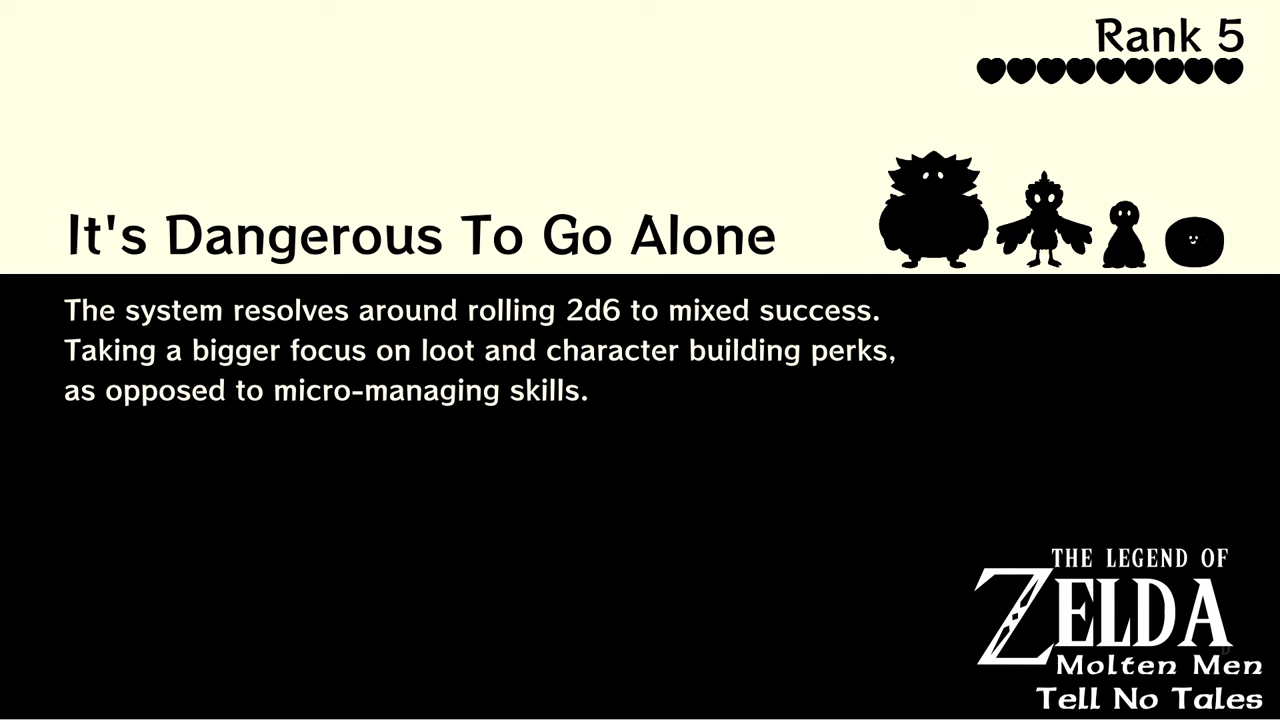 Rank 5
It's Dangerous To Go Alone
The system resolves around rolling 2d6 to mixed success.
Taking a bigger focus on loot and character building perks,
as opposed to micro-managing skills.
THE LEGEND OF
ZELDA
Molten Men
Tell No Tales